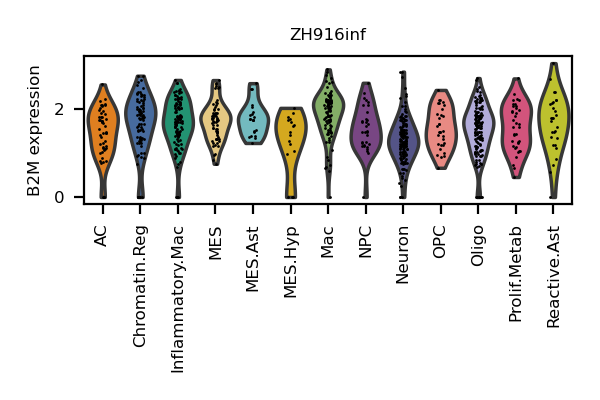 ZH916inf
B2M expression
2
0
AC
Chromatin.Reg
Inflammatory.Mac
MES
MES.Ast
MES.Hyp
Mac
NPC
Neuron
OPC
Oligo
Prolif.Metab
Reactive.Ast